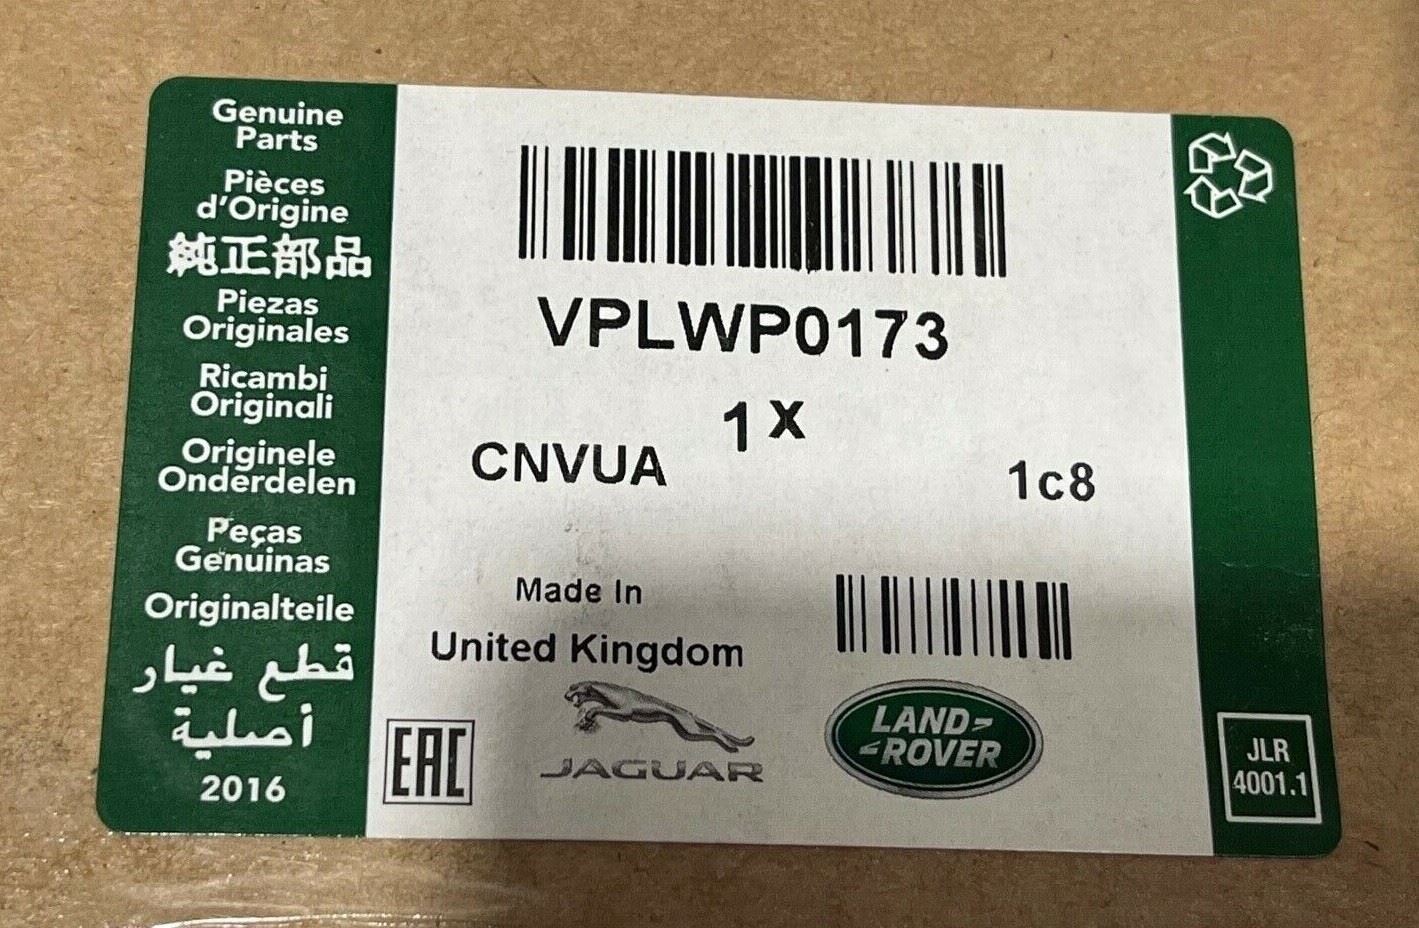 Genuine
Parts
Pièces
d'Origine
純正部品
Piezas
Originales
Ricambi
Originali
Originele
Onderdelen
Peças
Genuinas
Originalteile
قطع غيار
أصلية
2016
VPLWP0173
1 X
CNVUA
1c8
Made In
United Kingdom
EAC
JAGUAR
LAND
ROVER
JLR
4001.1